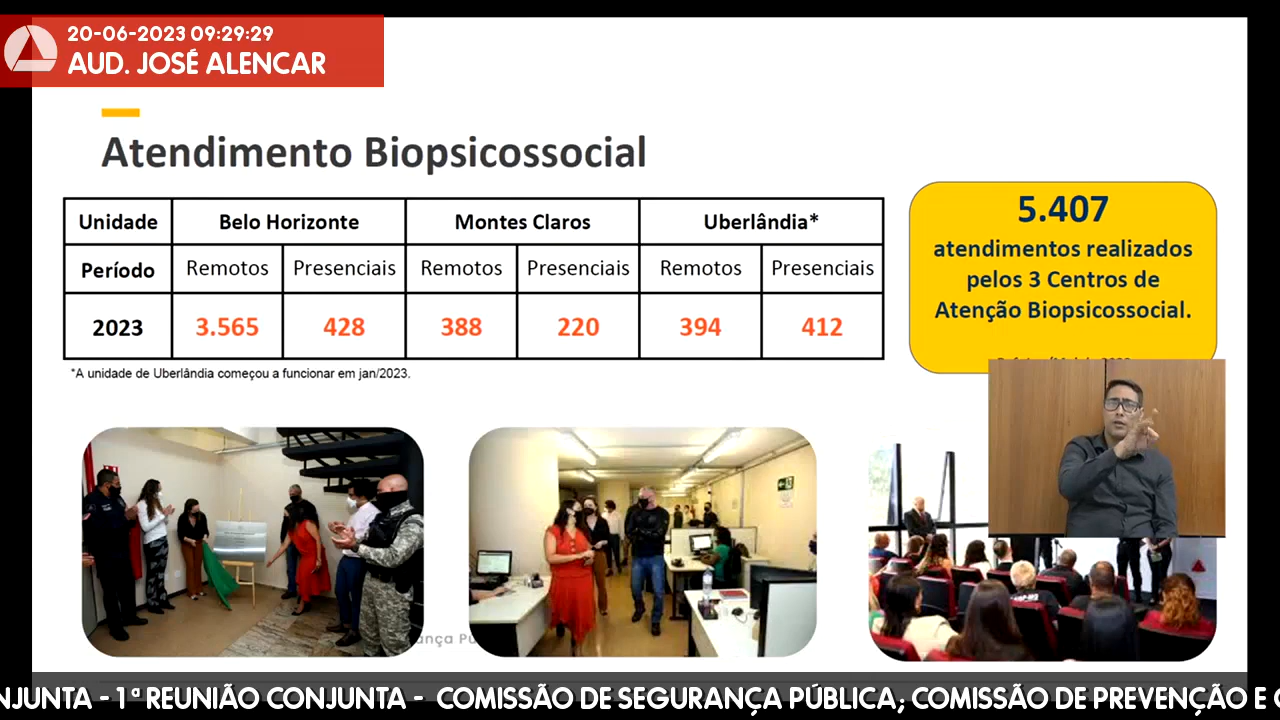 20-06-2023 09:29:29
AUD. JOSÉ ALENCAR
Atendimento Biopsicossocial
Unidade Belo Horizonte Montes Claros Uberlândia*
Período Remotos Presenciais Remotos Presenciais Remotos Presenciais
2023 3.565 428 388 220 394 412
*A unidade de Uberlândia começou a funcionar em jan/2023.
5.407
atendimentos realizados
pelos 3 Centros de
Atenção Biopsicossocial.
NJUNTA - 1ª REUNIÃO CONJUNTA - COMISSÃO DE SEGURANÇA PÚBLICA; COMISSÃO DE PREVENÇÃO E